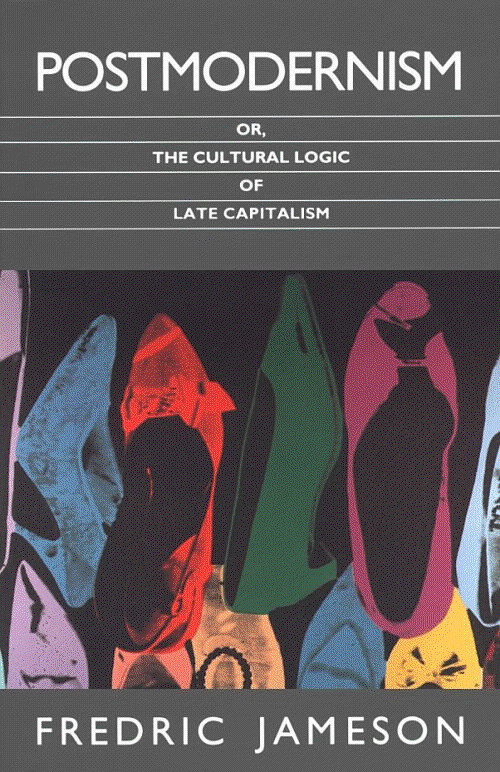 POSTMODERNISM
OR,
THE CULTURAL LOGIC
OF
LATE CAPITALISM
FREDRIC JAMESON